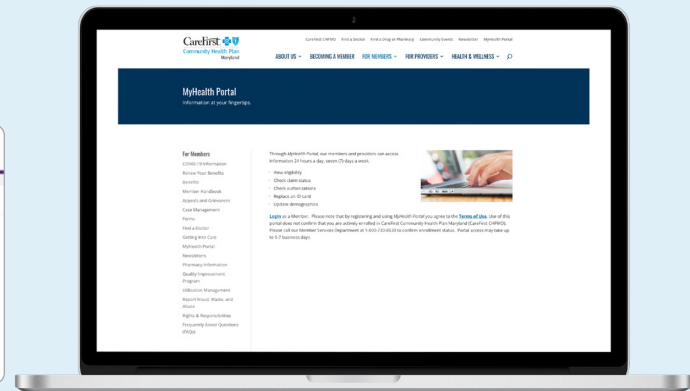 CareFirst
Community Health Plan
Maryland
CareFirst CHPMD Find a Doctor Find a Drug or Pharmacy Community Events Newsletter MyHealth Portal
ABOUT US BECOMING A MEMBER FOR MEMBERS FOR PROVIDERS HEALTH & WELLNESS
MyHealth Portal
Information at your fingertips.
For Members
COVID-19 Information
Renew Your Benefits
Benefits
Member Handbook
Appeals and Grievances
Case Management
Forms
Find a Doctor
Getting Into Care
MyHealth Portal
Newsletters
Pharmacy Information
Quality Improvement
Program
Utilization Management
Report Fraud, Waste, and
Abuse
Rights & Responsibilities
Frequently Asked Questions
(FAQs)
Through MyHealth Portal, our members and providers can access
information 24 hours a day, seven (7) days a week.
View eligibility
Check claim status
Check authorizations
Replace an ID card
Update demographics
Login as a Member. Please note that by registering and using MyHealth Portal you agree to the Terms of Use. Use of this
portal does not confirm that you are actively enrolled in CareFirst Community Health Plan Maryland (CareFirst CHPMD).
Please call our Member Services Department at to confirm enrollment status. Portal access may take up
to 5-7 business days.